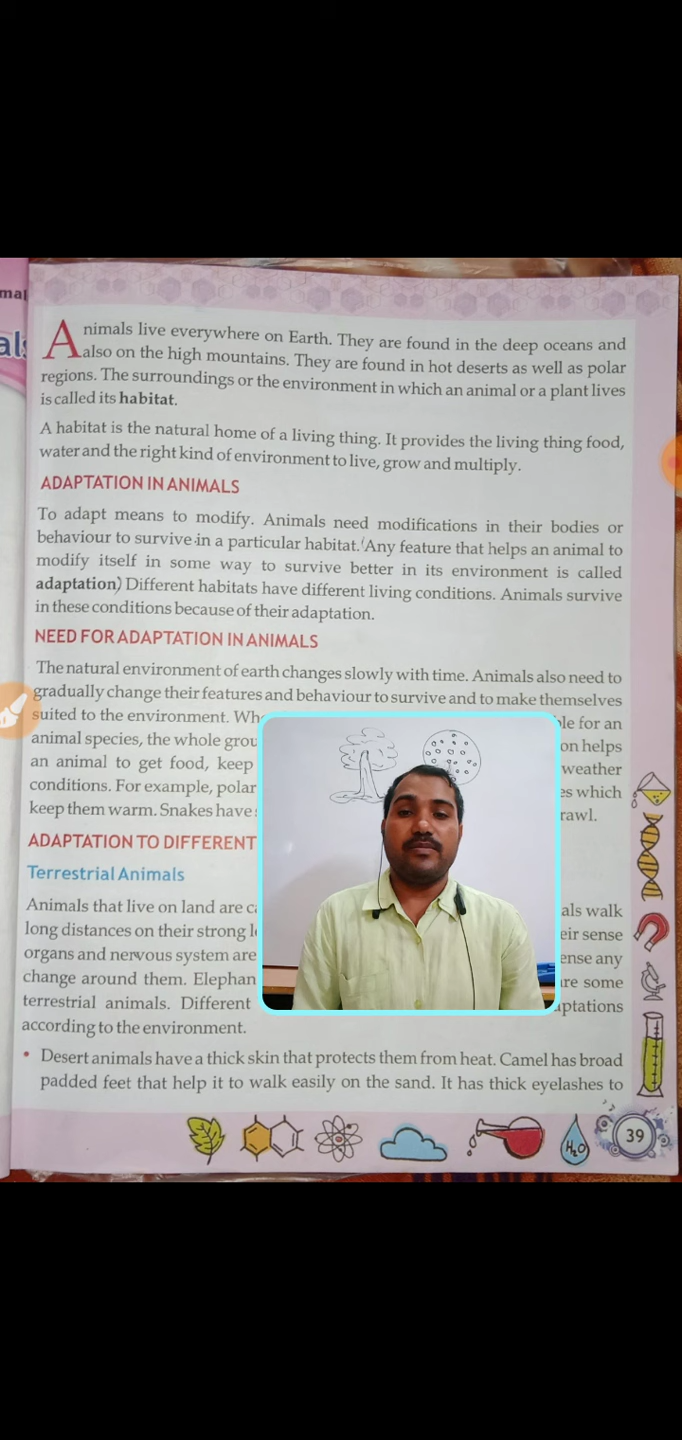 mal
als
Animals live everywhere on Earth. They are found in the deep oceans and
also on the high mountains. They are found in hot deserts as well as polar
regions. The surroundings or the environment in which an animal or a plant lives
is called its habitat.
A habitat is the natural home of a living thing. It provides the living thing food,
water and the right kind of environment to live, grow and multiply.
ADAPTATION IN ANIMALS
To adapt means to modify. Animals need modifications in their bodies or
behaviour to survive in a particular habitat. (Any feature that helps an animal to
modify itself in some way to survive better in its environment is called
adaptation) Different habitats have different living conditions. Animals survive
in these conditions because of their adaptation.
NEED FOR ADAPTATION IN ANIMALS
The natural environment of earth changes slowly with time. Animals also need to
gradually change their features and behaviour to survive and to make themselves
suited to the environment. for an
animal species, the whole helps
an animal to get food, keep weather
conditions. For example, polar which
keep them warm. Snakes have
ADAPTATION TO DIFFERENT
Terrestrial Animals
Animals that live on land are walk
long distances on their strong sense
organs and nervous system are any
change around them. are some
terrestrial animals. Different
according to the environment.
• Desert animals have a thick skin that protects them from heat. Camel has broad
padded feet that help it to walk easily on the sand. It has thick eyelashes to
H₂O
39